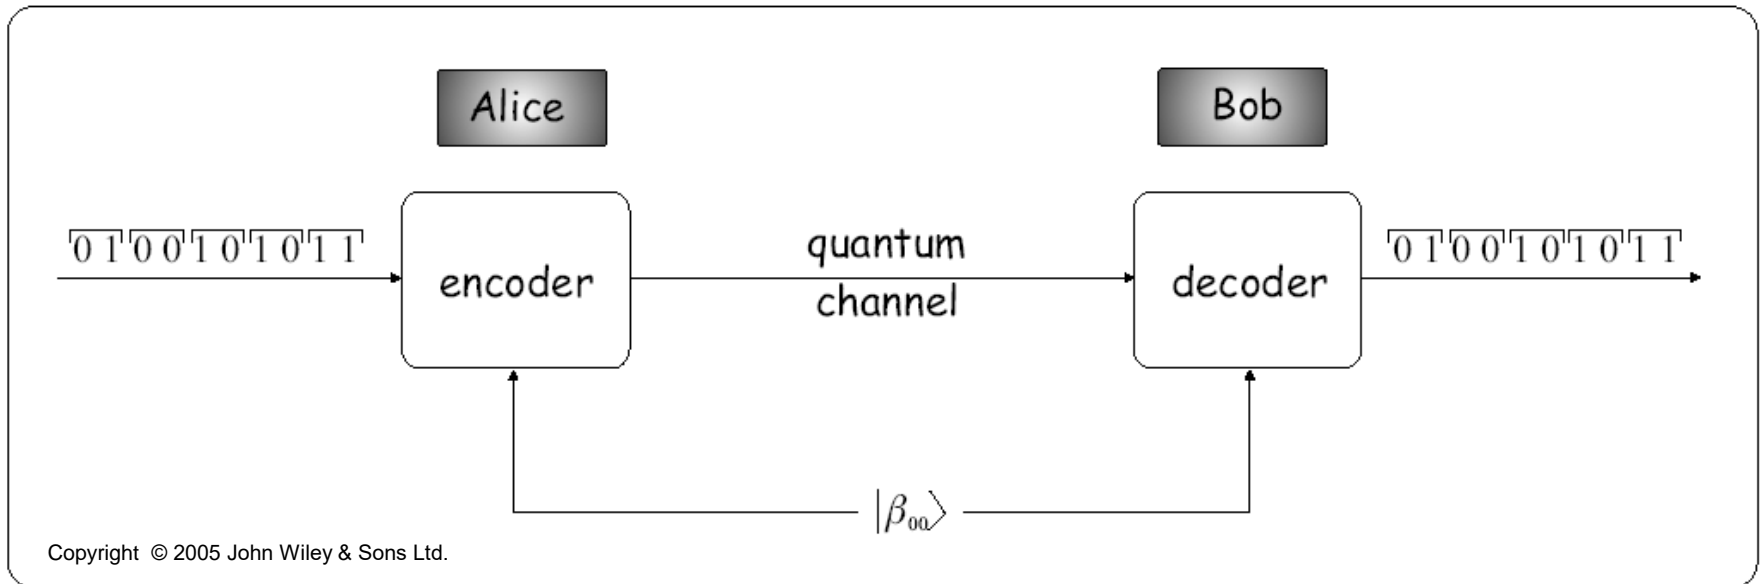 Alice
Bob
0 1 0 0 1 0 1 0 1 1
encoder
quantum
channel
decoder
0 1 0 0 1 0 1 0 1 1
|β₀₀⟩
Copyright © 2005 John Wiley & Sons Ltd.